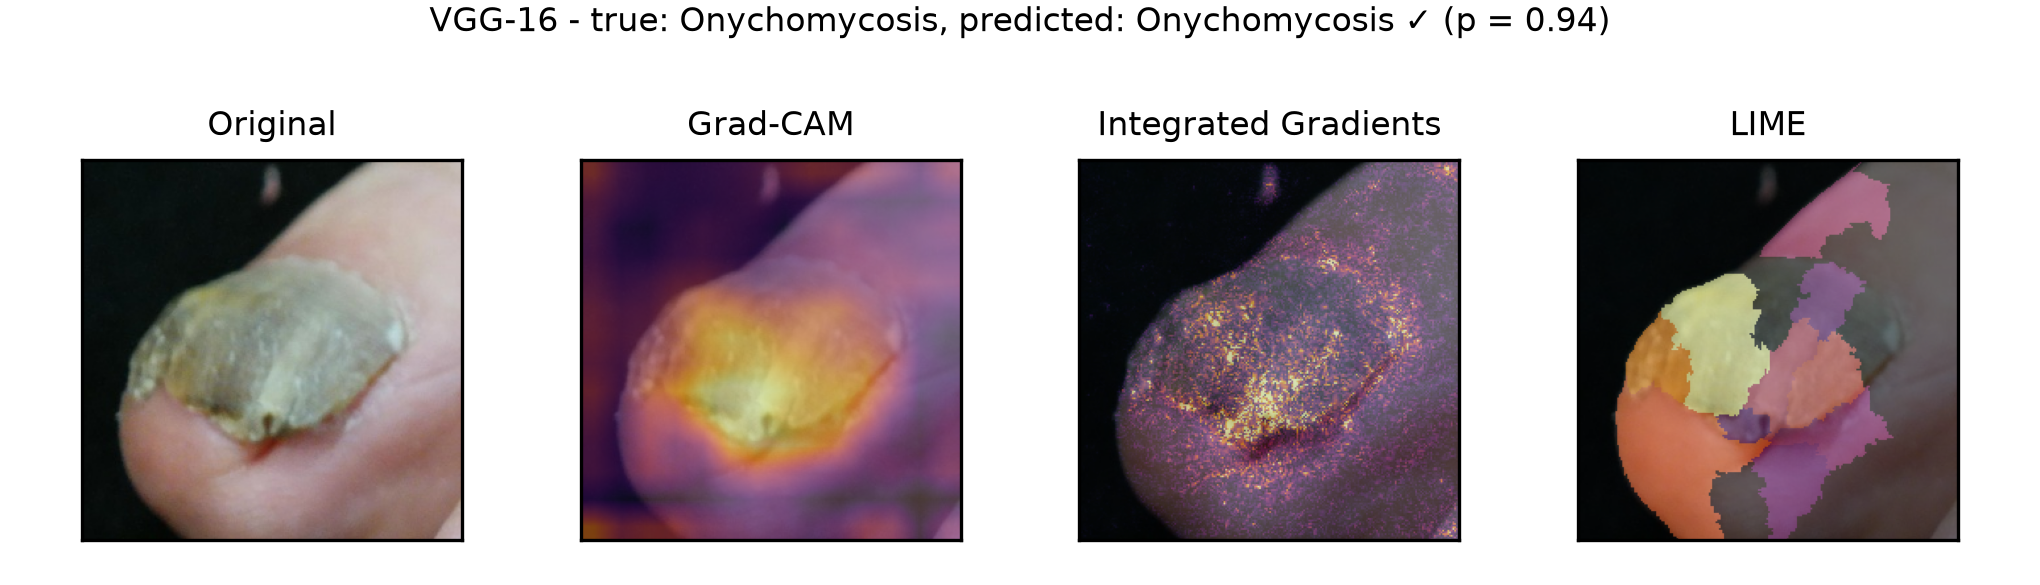 VGG-16 - true: Onychomycosis, predicted: Onychomycosis ✓ (p = 0.94)
Original
Grad-CAM
Integrated Gradients
LIME